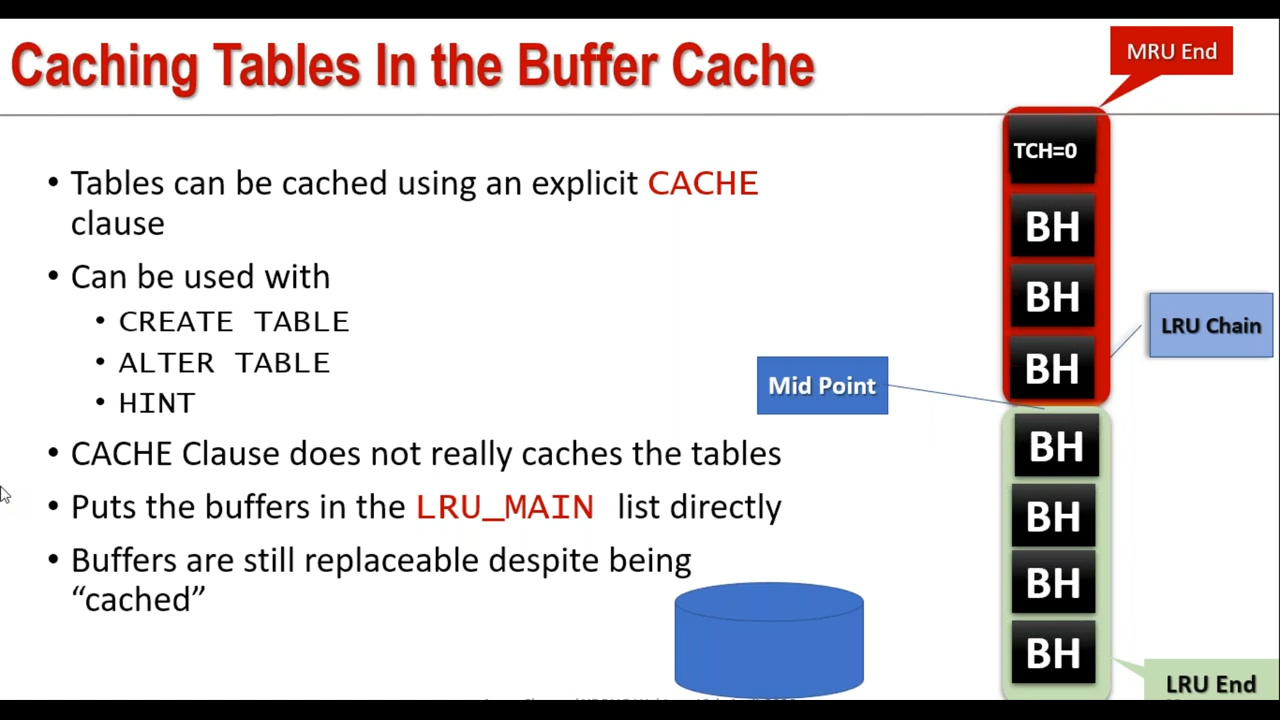 Caching Tables In the Buffer Cache
• Tables can be cached using an explicit CACHE
clause
• Can be used with
• CREATE TABLE
• ALTER TABLE
• HINT
• CACHE Clause does not really caches the tables
• Puts the buffers in the LRU_MAIN list directly
• Buffers are still replaceable despite being
“cached”
MRU End
TCH=0
BH
BH
BH
LRU Chain
Mid Point
BH
BH
BH
BH
LRU End